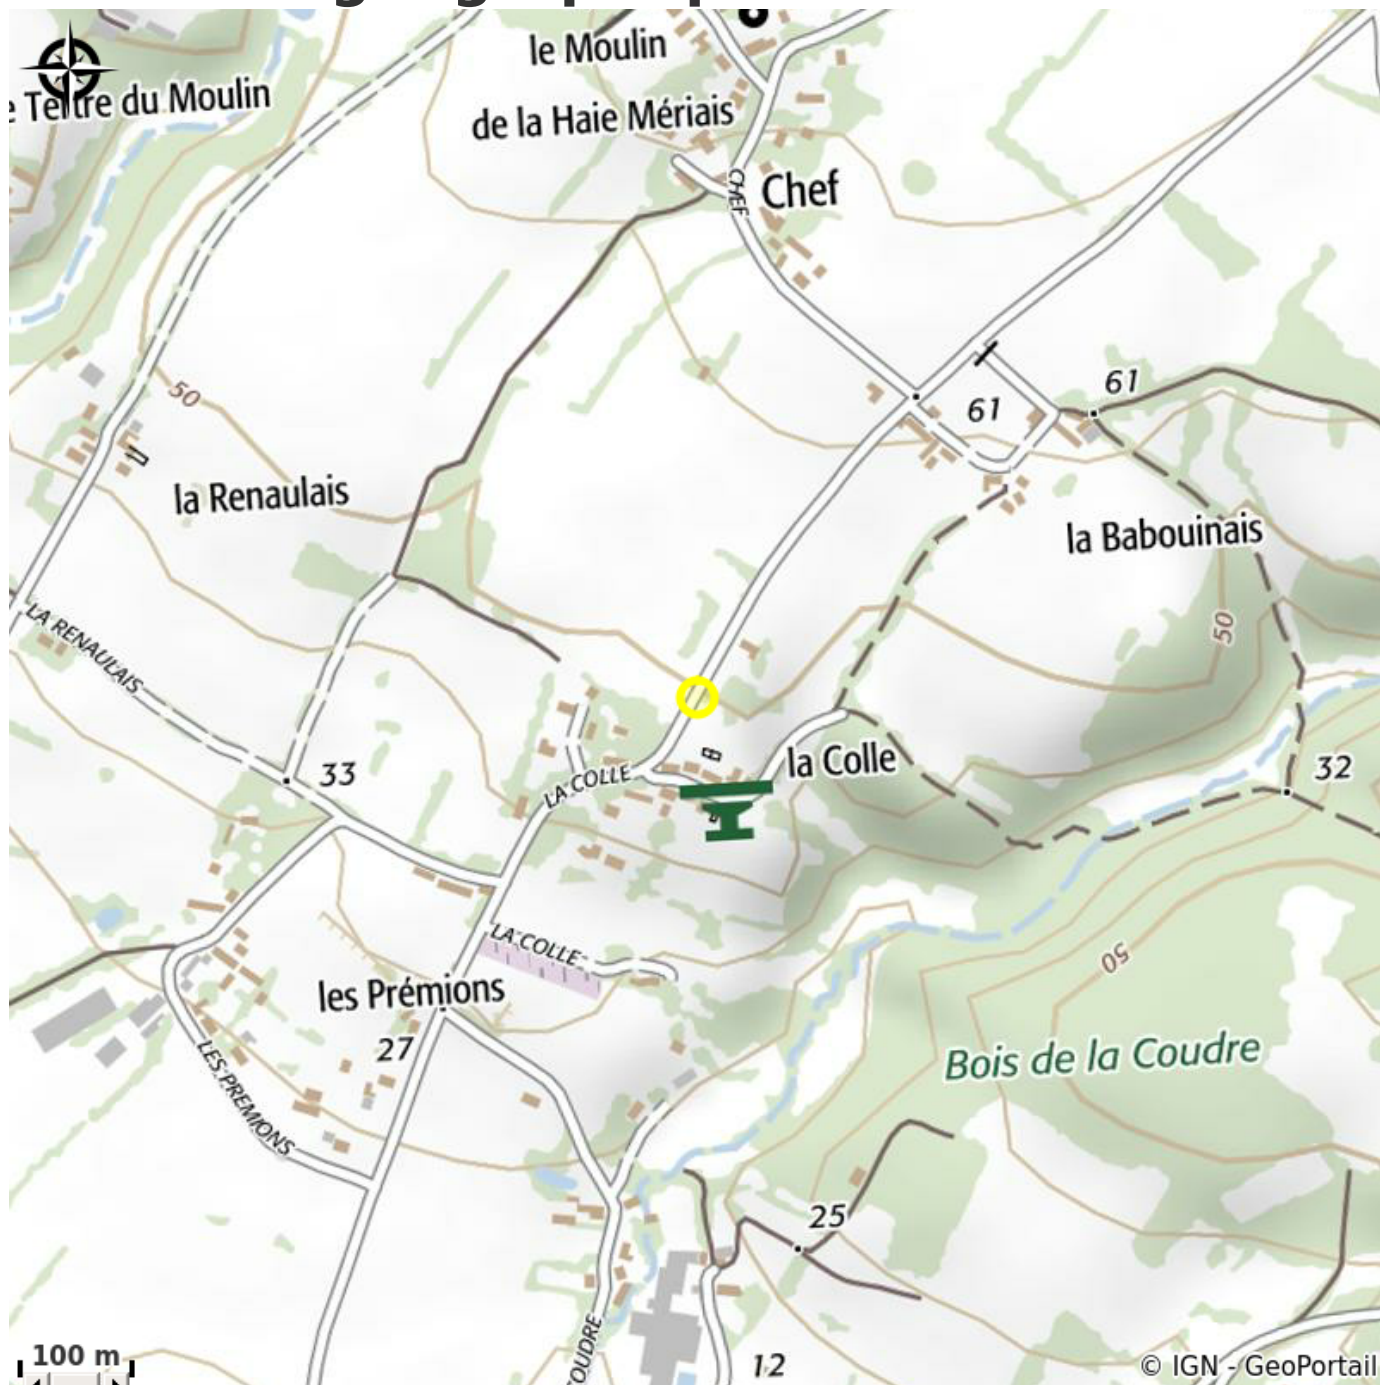 le Moulin
de la Haie Mériais
Tertre du Moulin
CHEF
Chef
50
61
61
la Renaulais
la Babouinais
LA RENAULAIS
50
33
LA COLLE
la Colle
32
LA COLLE
les Prémions
50
27
Bois de la Coudre
LES PREMIONS
25
12
100 m
© IGN - GeoPortail